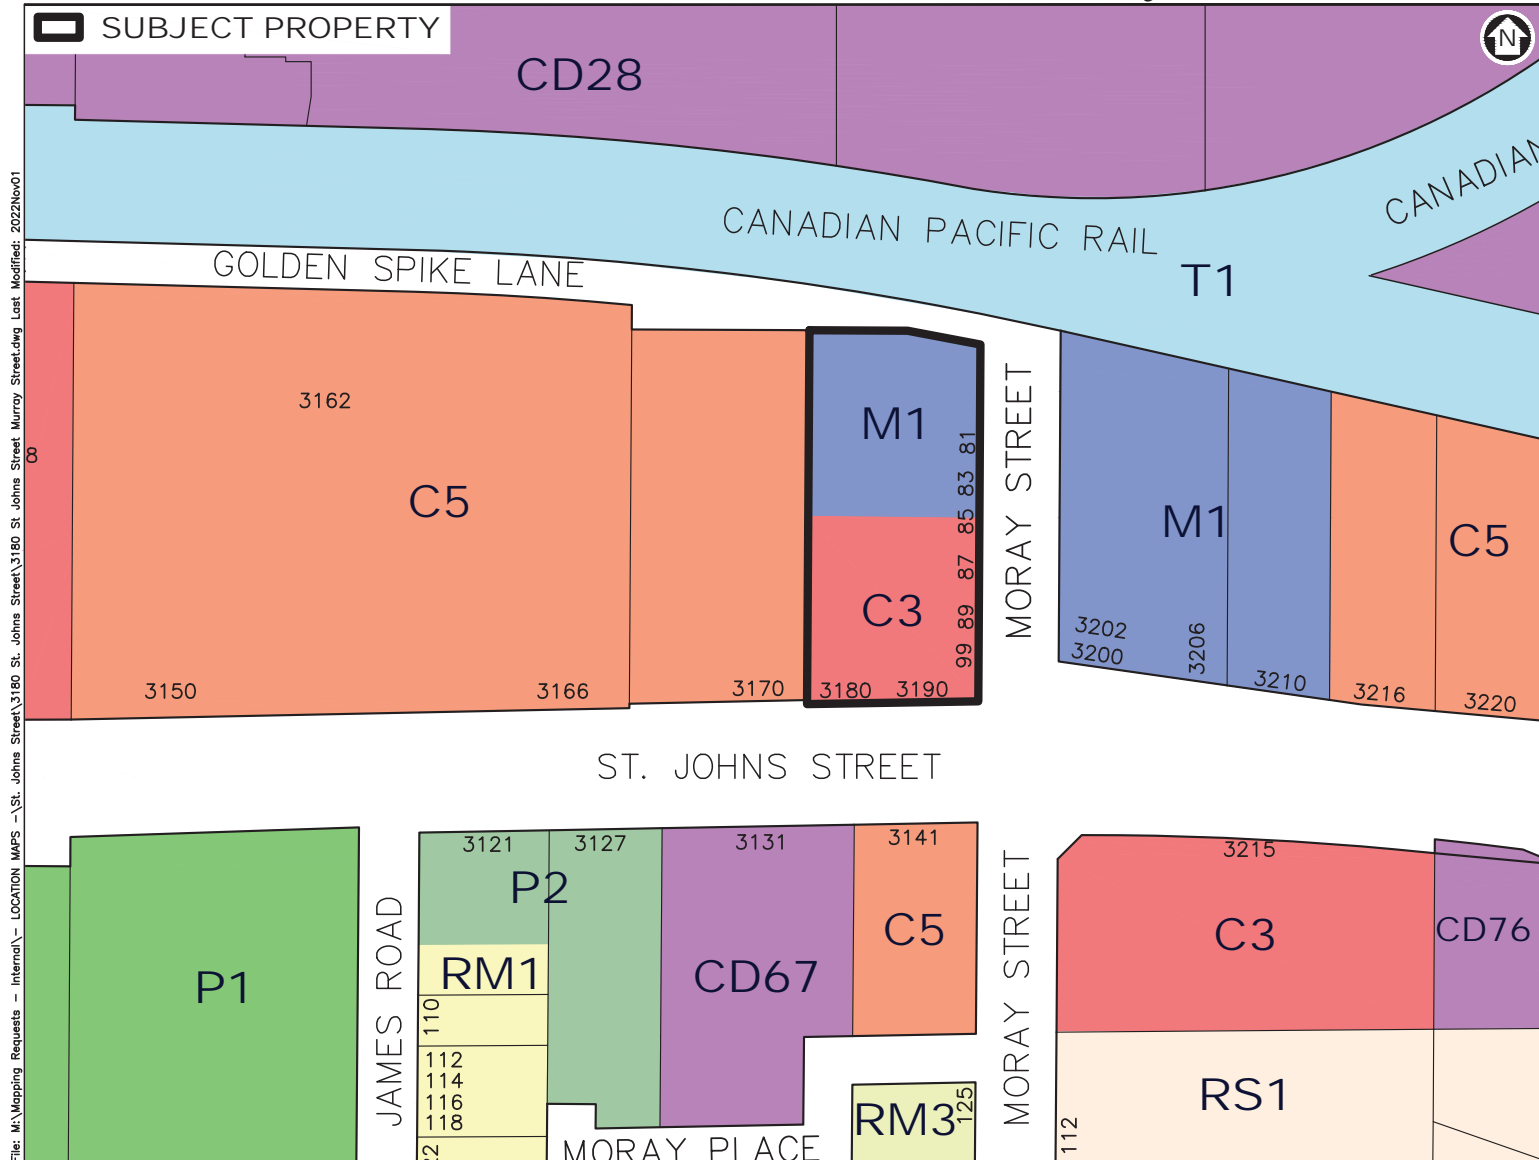 SUBJECT PROPERTY
N
CD28
CANADIAN
CANADIAN PACIFIC RAIL
T1
GOLDEN SPIKE LANE
3162
C5
8
3150
3166
3170
M1
C3
81
83
85
87
89
99
3180
3190
MORAY STREET
M1
3202
3200
3206
3210
C5
3216
3220
ST. JOHNS STREET
3121
3127
3131
3141
3215
P2
RM1
CD67
C5
C3
CD76
P1
JAMES ROAD
110
112
114
116
118
MORAY PLACE
RM3
125
MORAY STREET
RS1
112
File: M:\Mapping Requests - Internal\- LOCATION MAPS -\St. Johns Street\3180 St. Johns Street\3180 St Johns Street Murray Street.dwg Last Modified: 2022Nov01